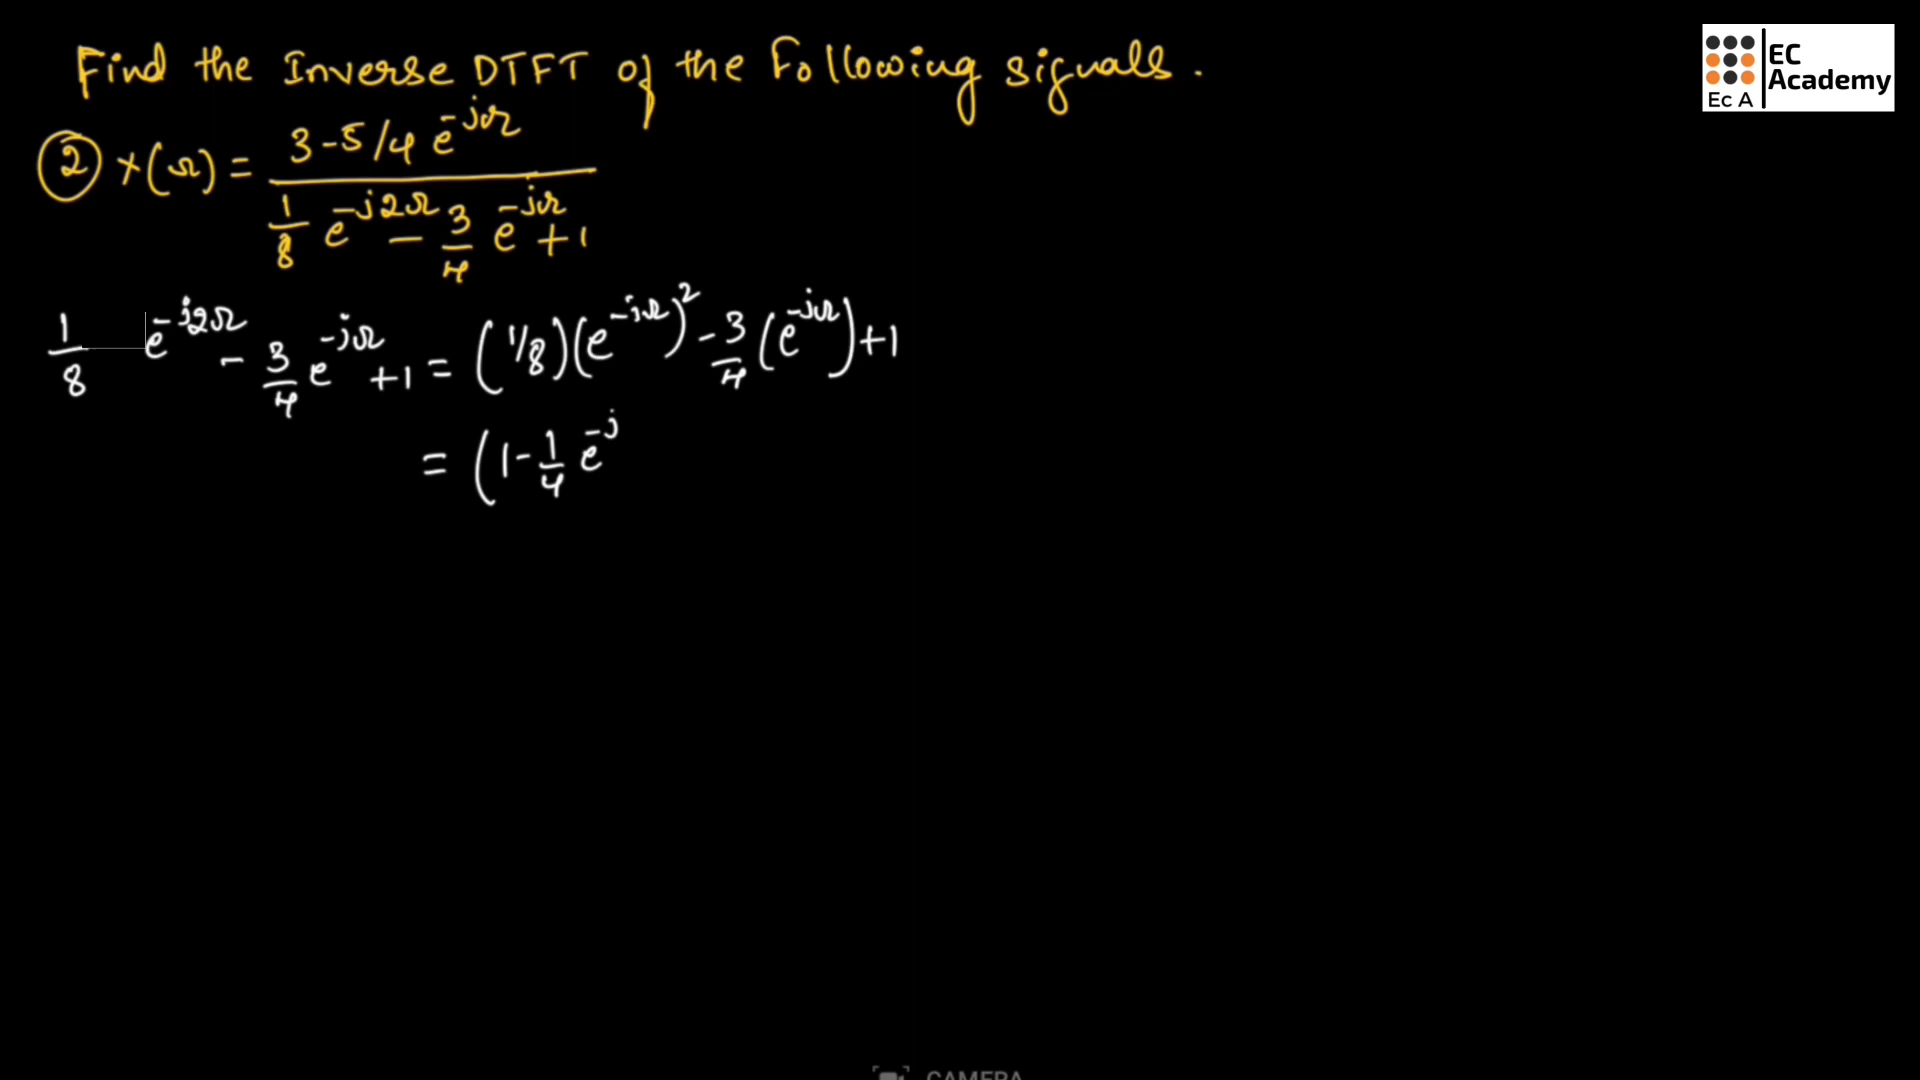 Find the Inverse DTFT of the Following signals.
② X(Ω) = (3 - 5/4 e^{-jΩ}) / (1/8 e^{-j2Ω} - 3/4 e^{-jΩ} + 1)
1/8 e^{-j2Ω} - 3/4 e^{-jΩ} + 1 = (1/8)(e^{-jΩ})^2 - 3/4 (e^{-jΩ}) + 1
= (1 - 1/4 e^{-j
EC
Academy
Ec A
CAMERA